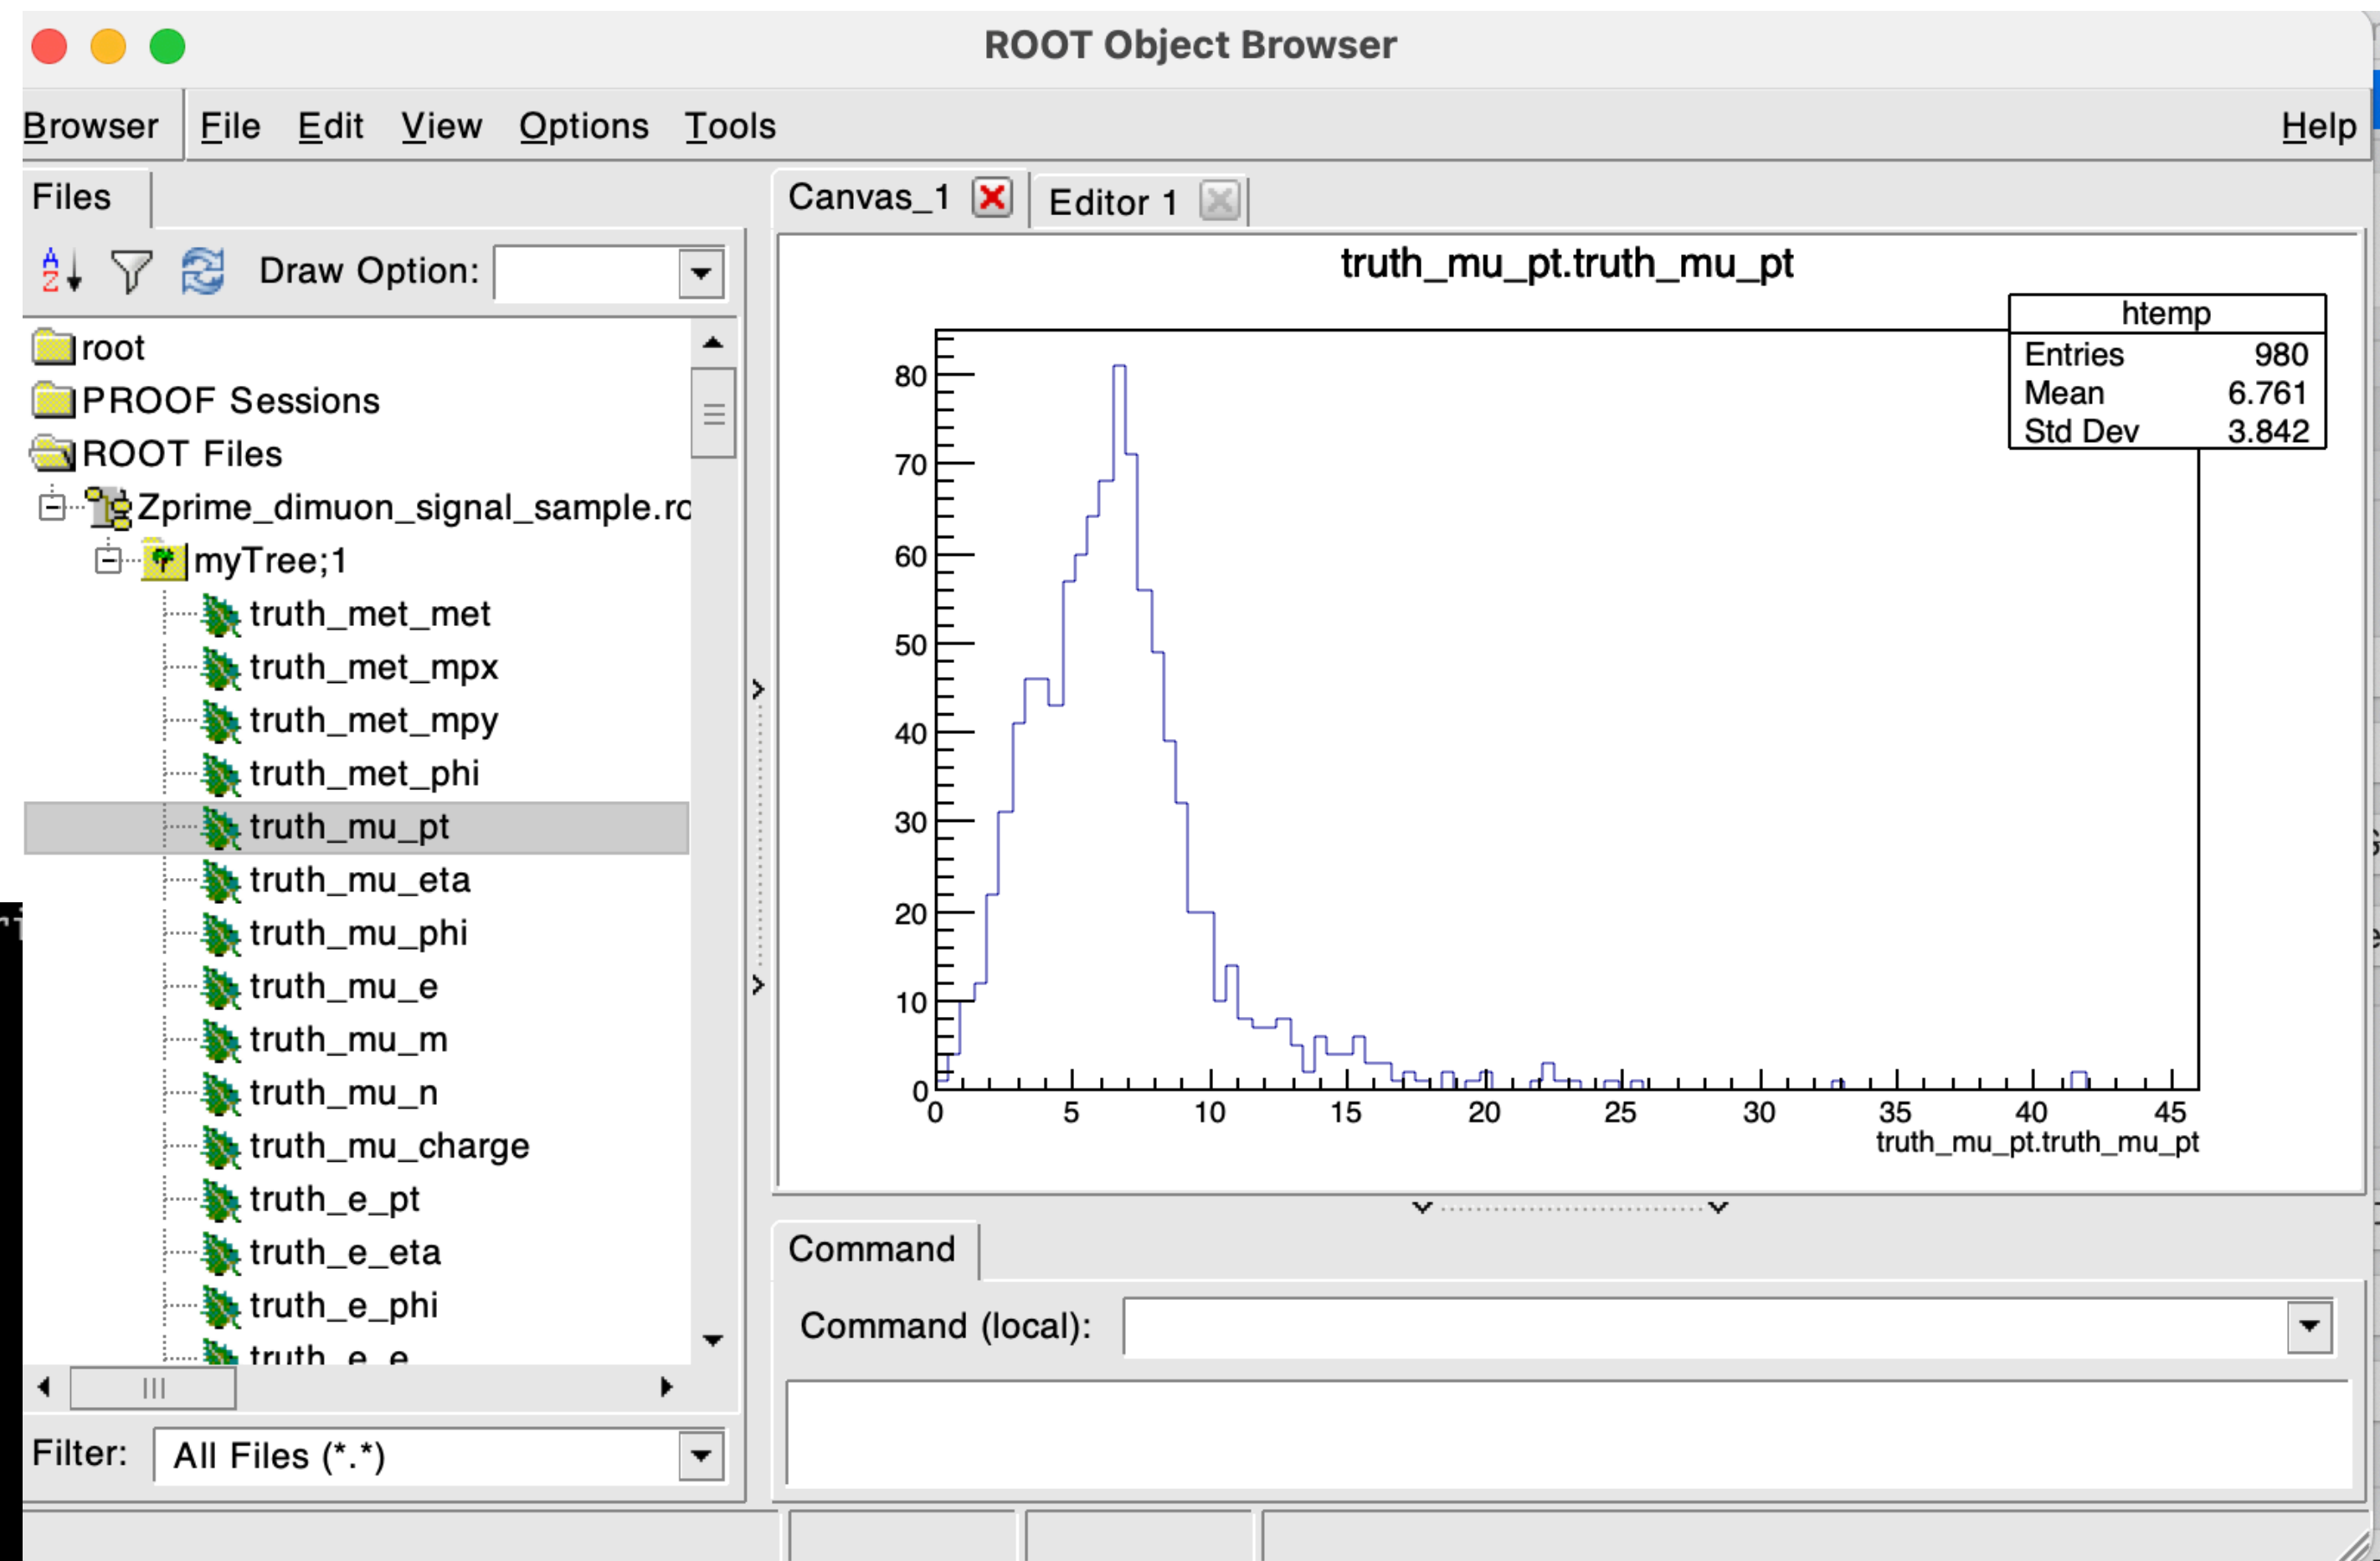 ROOT Object Browser
Browser File Edit View Options Tools Help
Files
Draw Option:
root
PROOF Sessions
ROOT Files
Zprime_dimuon_signal_sample.ro
myTree;1
truth_met_met
truth_met_mpx
truth_met_mpy
truth_met_phi
truth_mu_pt
truth_mu_eta
truth_mu_phi
truth_mu_e
truth_mu_m
truth_mu_n
truth_mu_charge
truth_e_pt
truth_e_eta
truth_e_phi
truth_e_e
Filter: All Files (*.*)
Canvas_1 Editor 1
truth_mu_pt.truth_mu_pt
htemp
Entries 980
Mean 6.761
Std Dev 3.842
80
70
60
50
40
30
20
10
0
0 5 10 15 20 25 30 35 40 45
truth_mu_pt.truth_mu_pt
Command
Command (local):